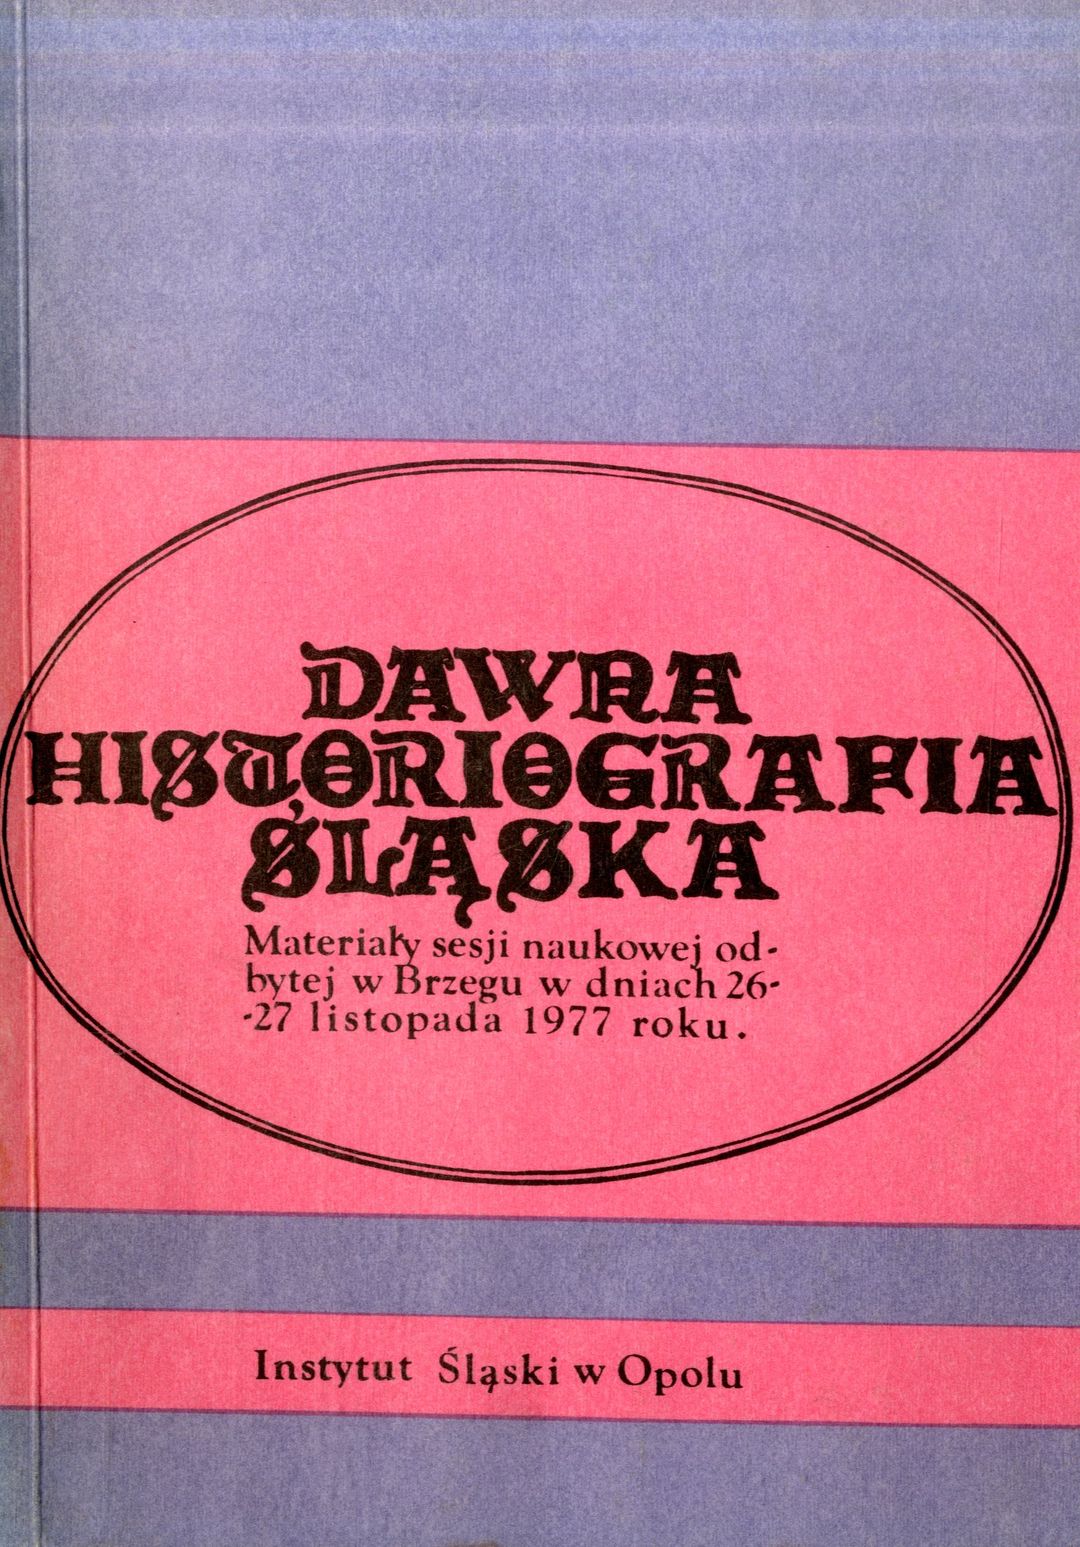 DAWNA
HISTORIOGRAFIA
ŚLĄSKA
Materiały sesji naukowej od-
bytej w Brzegu w dniach 26-
-27 listopada 1977 roku.
Instytut Śląski w Opolu